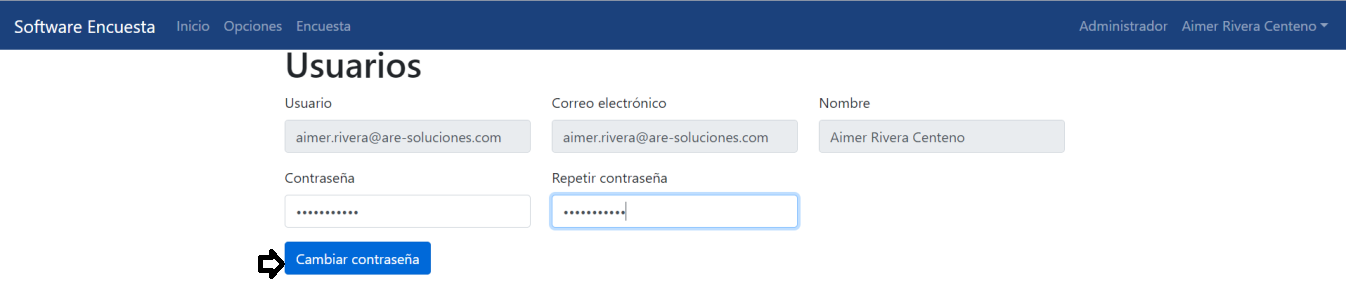 Software Encuesta Inicio Opciones Encuesta Administrador Aimer Rivera Centeno
Usuarios
Usuario Correo electrónico Nombre
aimer.rivera@are-soluciones.com aimer.rivera@are-soluciones.com Aimer Rivera Centeno
Contraseña Repetir contraseña
••••••••••• •••••••••••
Cambiar contraseña